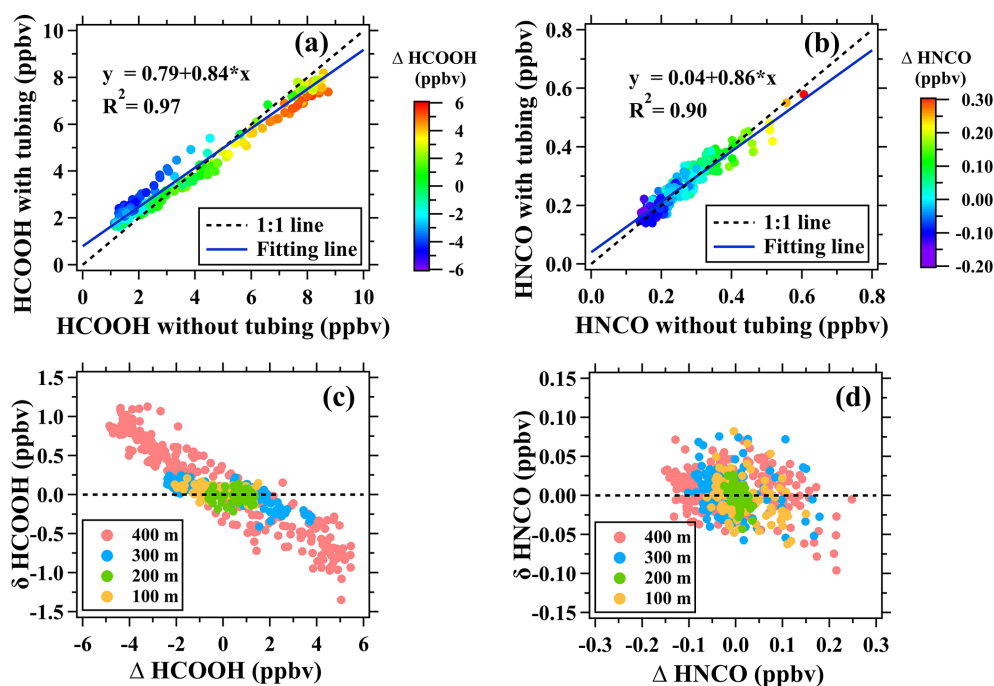 (a)
y = 0.79+0.84*x
R² = 0.97
1:1 line
Fitting line
HCOOH with tubing (ppbv)
10
8
6
4
2
0
0 2 4 6 8 10
HCOOH without tubing (ppbv)
Δ HCOOH
(ppbv)
6
4
2
0
-2
-4
-6
(b)
y = 0.04+0.86*x
R² = 0.90
1:1 line
Fitting line
HNCO with tubing (ppbv)
0.8
0.6
0.4
0.2
0.0
0.0 0.2 0.4 0.6 0.8
HNCO without tubing (ppbv)
Δ HNCO
(ppbv)
0.30
0.20
0.10
0.00
-0.10
-0.20
(c)
δ HCOOH (ppbv)
1.5
1.0
0.5
0.0
-0.5
-1.0
-1.5
400 m
300 m
200 m
100 m
-6 -4 -2 0 2 4 6
Δ HCOOH (ppbv)
(d)
δ HNCO (ppbv)
0.15
0.10
0.05
0.00
-0.05
-0.10
-0.15
400 m
300 m
200 m
100 m
-0.3 -0.2 -0.1 0.0 0.1 0.2 0.3
Δ HNCO (ppbv)